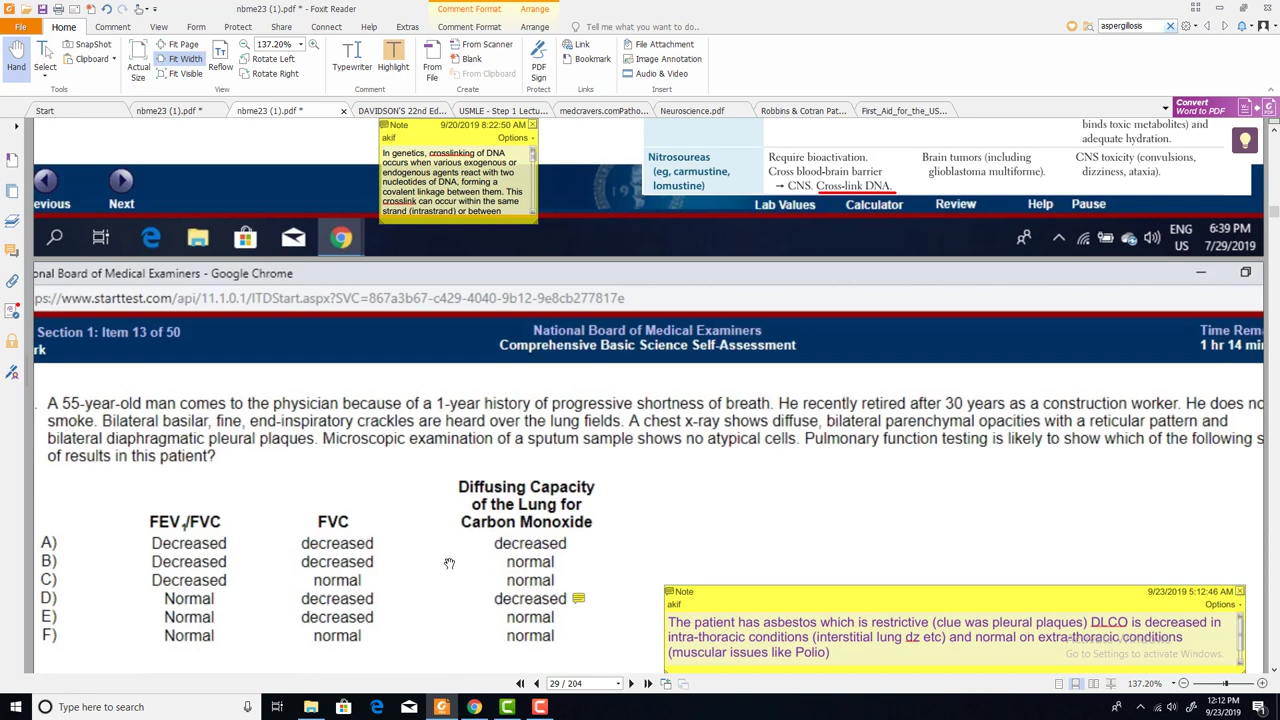 nbme23 (1).pdf * - Foxit Reader
Comment Format
Arrange
File
Home
Comment
View
Form
Protect
Share
Connect
Help
Extras
Comment Format
Arrange
Tell me what you want to do...
aspergillosis
Hand
Select
SnapShot
Clipboard
Tools
Actual
Size
Fit Page
Fit Width
Fit Visible
Reflow
137.20%
Rotate Left
Rotate Right
View
Typewriter
Highlight
Comment
From
File
From Scanner
Blank
From Clipboard
Create
PDF
Sign
Protect
Link
Bookmark
Links
File Attachment
Image Annotation
Audio & Video
Insert
Start
nbme23 (1).pdf *
nbme23 (1).pdf *
DAVIDSON'S 22nd Ed...
USMLE - Step 1 Lectu...
medcravers.comPatho...
Neuroscience.pdf
Robbins & Cotran Pat...
First_Aid_for_the_US...
Convert
Word to PDF
Note
9/20/2019 8:22:50 AM
akif
Options
In genetics, crosslinking of DNA
occurs when various exogenous or
endogenous agents react with two
nucleotides of DNA, forming a
covalent linkage between them. This
crosslink can occur within the same
strand (intrastrand) or between
binds toxic metabolites) and
adequate hydration.
Nitrosoureas
(eg, carmustine,
lomustine)
Require bioactivation.
Cross blood-brain barrier
→ CNS. Cross-link DNA.
Brain tumors (including
glioblastoma multiforme).
CNS toxicity (convulsions,
dizziness, ataxia).
Previous
Next
Lab Values
Calculator
Review
Help
Pause
ENG
US
6:39 PM
7/29/2019
onal Board of Medical Examiners - Google Chrome
ps://www.starttest.com/api/11.1.0.1/ITDStart.aspx?SVC=867a3b67-c429-4040-9b12-9e8cb277817e
Section 1: Item 13 of 50
rk
National Board of Medical Examiners
Comprehensive Basic Science Self-Assessment
Time Rema
1 hr 14 min
. A 55-year-old man comes to the physician because of a 1-year history of progressive shortness of breath. He recently retired after 30 years as a construction worker. He does no
smoke. Bilateral basilar, fine, end-inspiratory crackles are heard over the lung fields. A chest x-ray shows diffuse, bilateral parenchymal opacities with a reticular pattern and
bilateral diaphragmatic pleural plaques. Microscopic examination of a sputum sample shows no atypical cells. Pulmonary function testing is likely to show which of the following s
of results in this patient?
Diffusing Capacity
of the Lung for
FEV₁/FVC FVC Carbon Monoxide
A) Decreased decreased decreased
B) Decreased decreased normal
C) Decreased normal normal
D) Normal decreased decreased
E) Normal decreased normal
F) Normal normal normal
Note
9/23/2019 5:12:46 AM
akif
Options
The patient has asbestos which is restrictive (clue was pleural plaques) DLCO is decreased in
intra-thoracic conditions (interstitial lung dz etc) and normal on extra-thoracic conditions
(muscular issues like Polio)
Activate Windows
Go to Settings to activate Windows.
29 / 204
137.20%
Type here to search
12:12 PM
9/23/2019